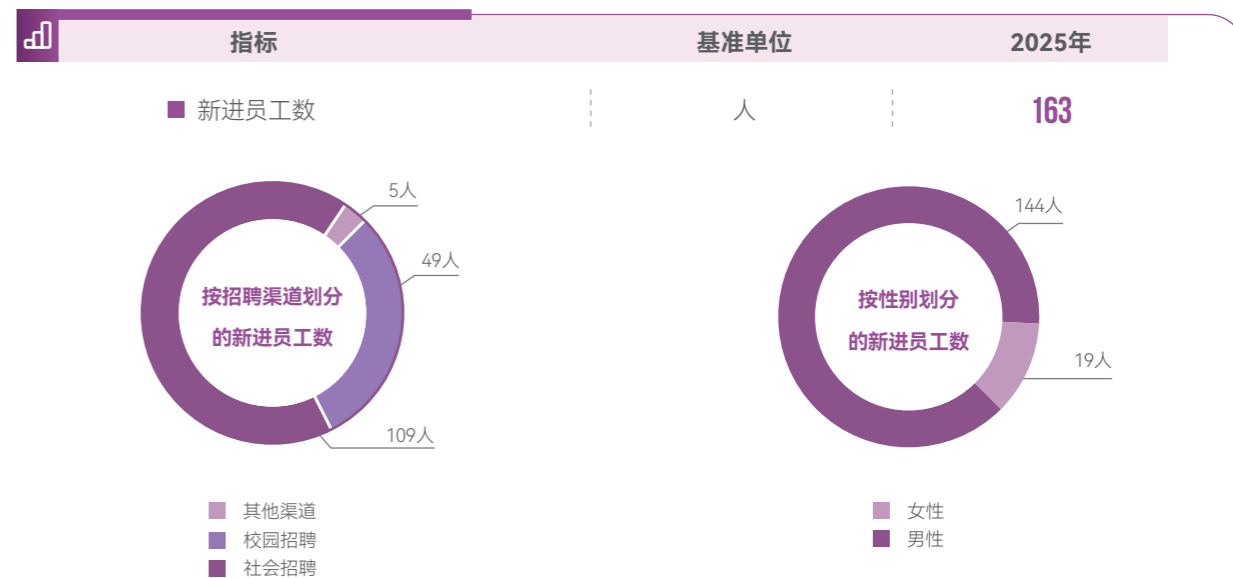 指标 基准单位 2025年
新进员工数 人 163
5人
49人
按招聘渠道划分
的新进员工数
109人
其他渠道
校园招聘
社会招聘
144人
按性别划分
的新进员工数
19人
女性
男性